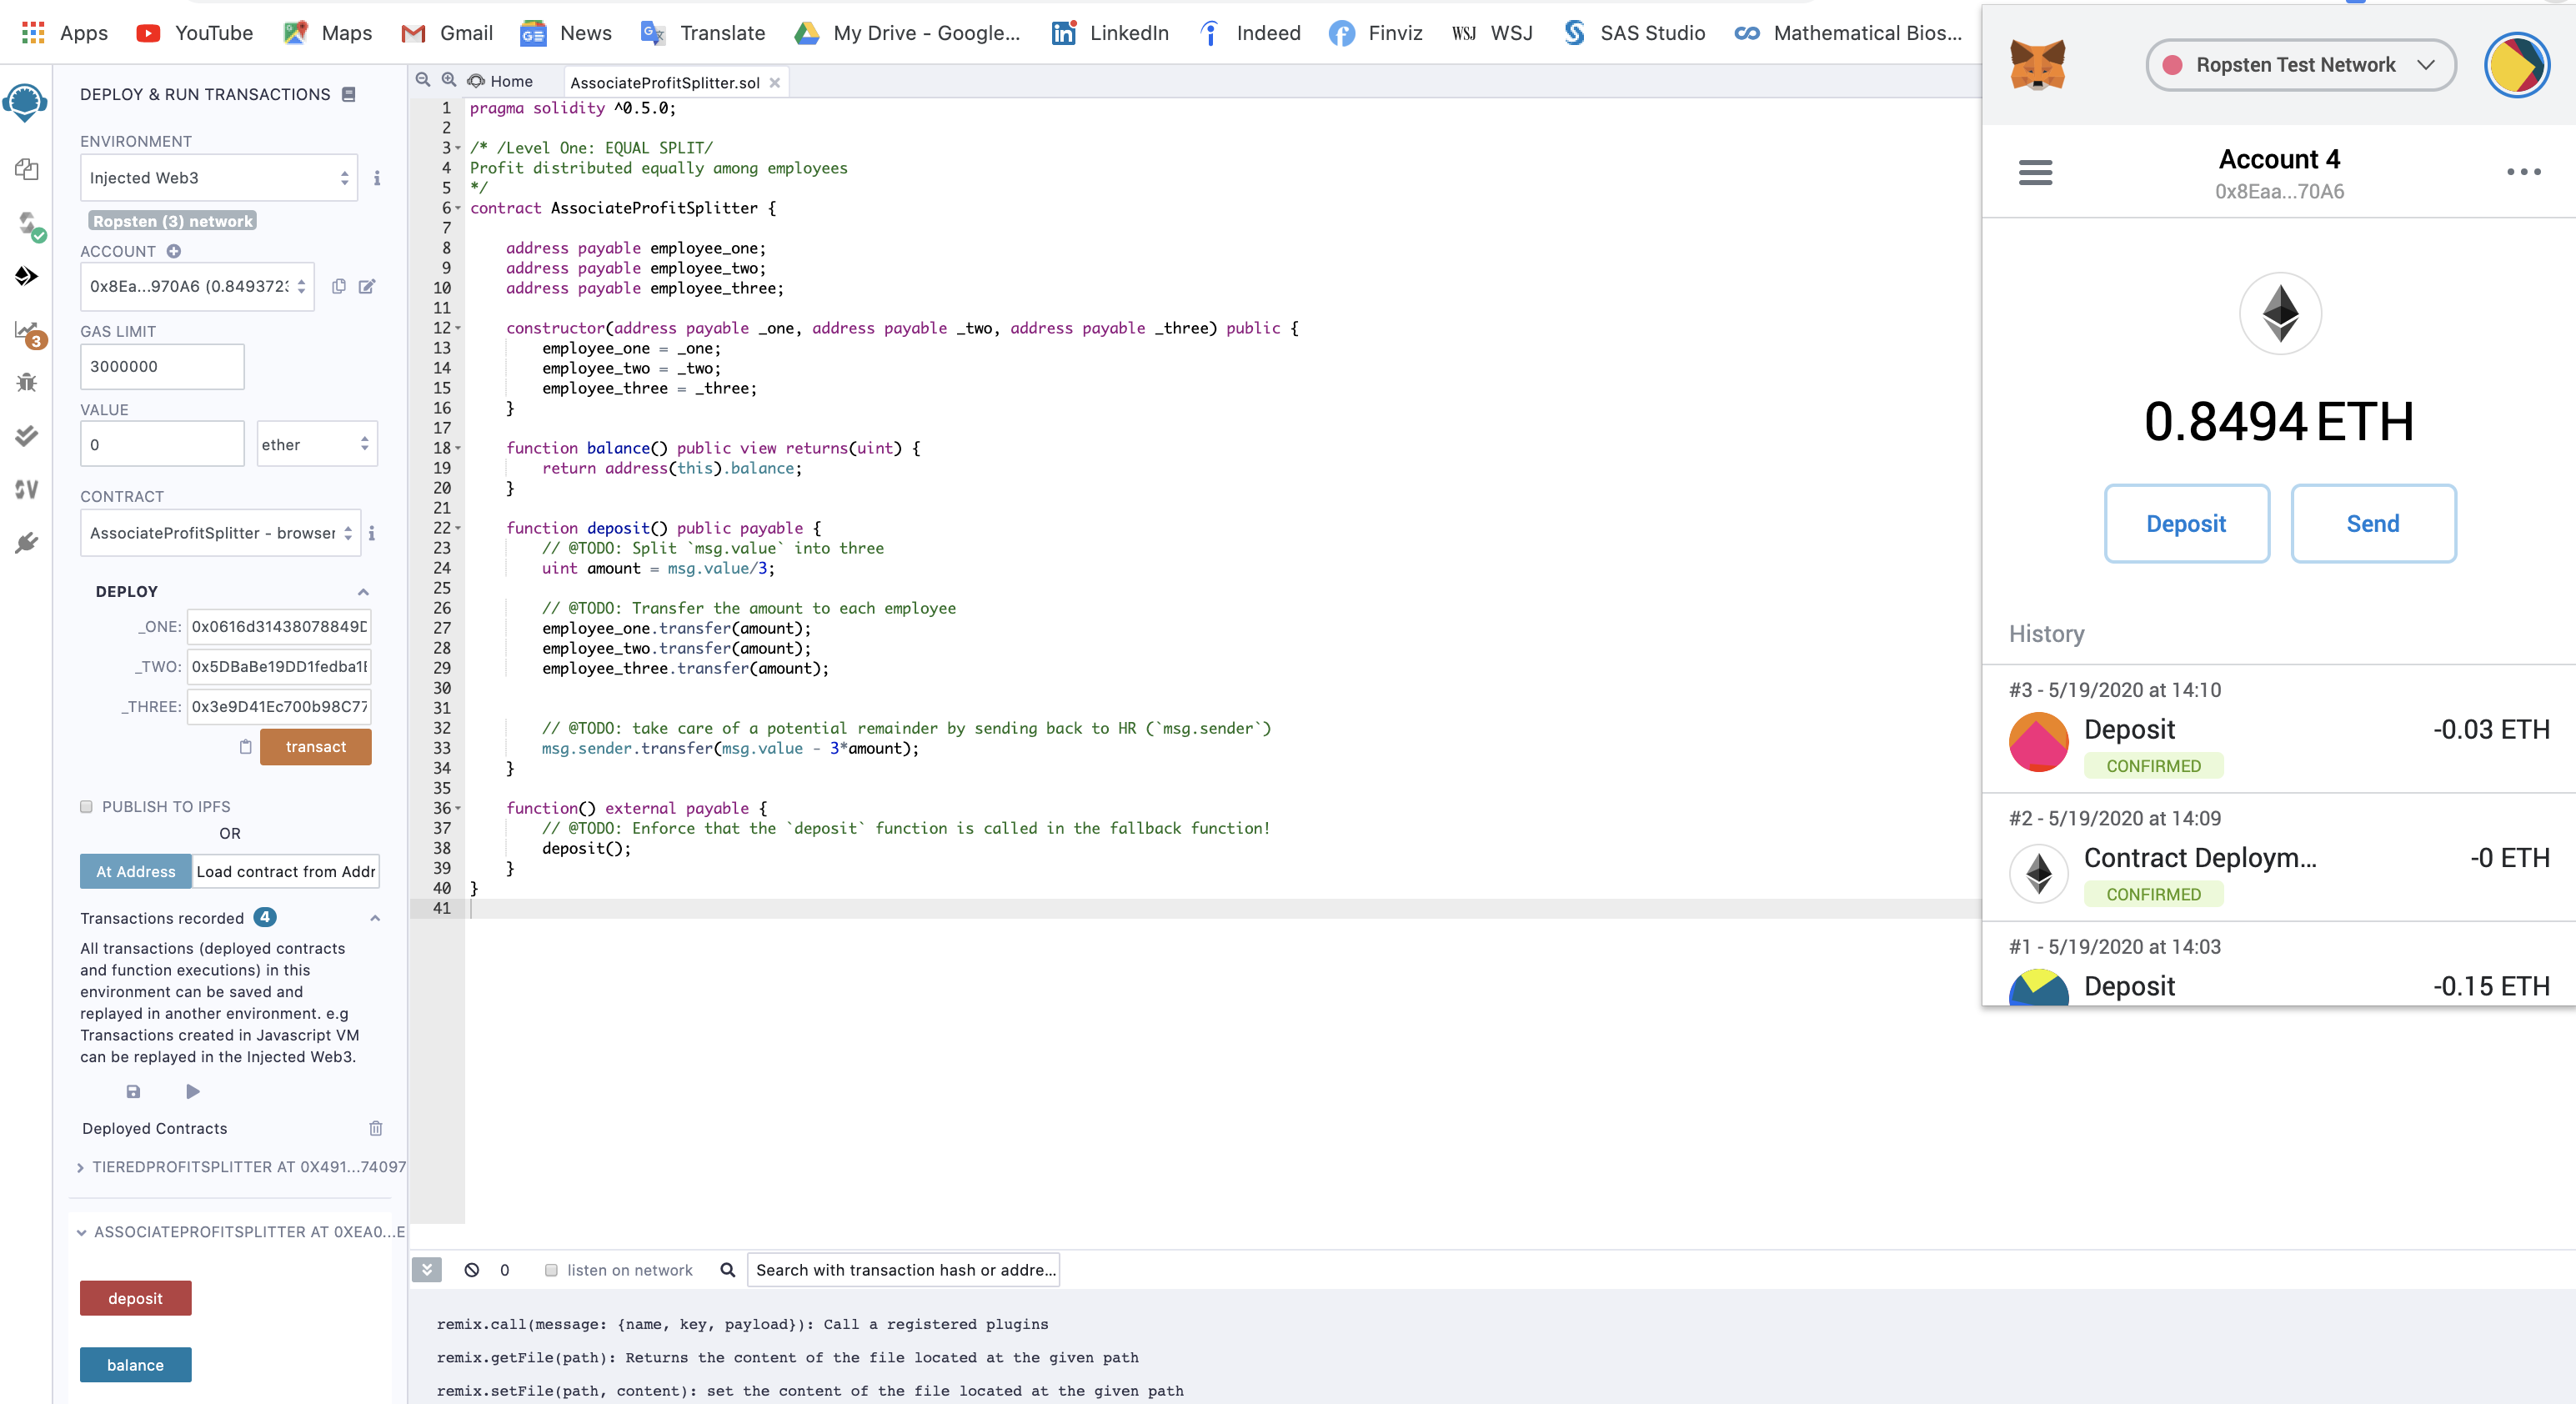 Apps YouTube Maps Gmail News Translate My Drive - Google... LinkedIn Indeed Finviz WSJ WSJ SAS Studio Mathematical Bios...
DEPLOY & RUN TRANSACTIONS
ENVIRONMENT
Injected Web3
Ropsten (3) network
ACCOUNT
0x8Ea...970A6 (0.849372
GAS LIMIT
3000000
3
VALUE
0 ether
CONTRACT
AssociateProfitSplitter - browser
DEPLOY
_ONE: 0x0616d31438078849D
_TWO: 0x5DBaBe19DD1fedba1
_THREE: 0x3e9D41Ec700b98C77
transact
PUBLISH TO IPFS
OR
At Address Load contract from Addr
Transactions recorded 4
All transactions (deployed contracts
and function executions) in this
environment can be saved and
replayed in another environment. e.g
Transactions created in Javascript VM
can be replayed in the Injected Web3.
Deployed Contracts
TIEREDPROFITSPLITTER AT 0X491...74097
ASSOCIATEPROFITSPLITTER AT 0XEA0...E
deposit
balance
Home AssociateProfitSplitter.sol
1 pragma solidity ^0.5.0;
2
3 /* /Level One: EQUAL SPLIT/
4 Profit distributed equally among employees
5 */
6 contract AssociateProfitSplitter {
7
8 address payable employee_one;
9 address payable employee_two;
10 address payable employee_three;
11
12 constructor(address payable _one, address payable _two, address payable _three) public {
13 employee_one = _one;
14 employee_two = _two;
15 employee_three = _three;
16 }
17
18 function balance() public view returns(uint) {
19 return address(this).balance;
20 }
21
22 function deposit() public payable {
23 // @TODO: Split `msg.value` into three
24 uint amount = msg.value/3;
25
26 // @TODO: Transfer the amount to each employee
27 employee_one.transfer(amount);
28 employee_two.transfer(amount);
29 employee_three.transfer(amount);
30
31
32 // @TODO: take care of a potential remainder by sending back to HR (`msg.sender`)
33 msg.sender.transfer(msg.value - 3*amount);
34 }
35
36 function() external payable {
37 // @TODO: Enforce that the `deposit` function is called in the fallback function!
38 deposit();
39 }
40 }
41
0 listen on network Search with transaction hash or addre...
remix.call(message: {name, key, payload}): Call a registered plugins
remix.getFile(path): Returns the content of the file located at the given path
remix.setFile(path, content): set the content of the file located at the given path
Ropsten Test Network
Account 4
0x8Eaa...70A6
0.8494 ETH
Deposit Send
History
#3 - 5/19/2020 at 14:10
Deposit -0.03 ETH
CONFIRMED
#2 - 5/19/2020 at 14:09
Contract Deploym... -0 ETH
CONFIRMED
#1 - 5/19/2020 at 14:03
Deposit -0.15 ETH